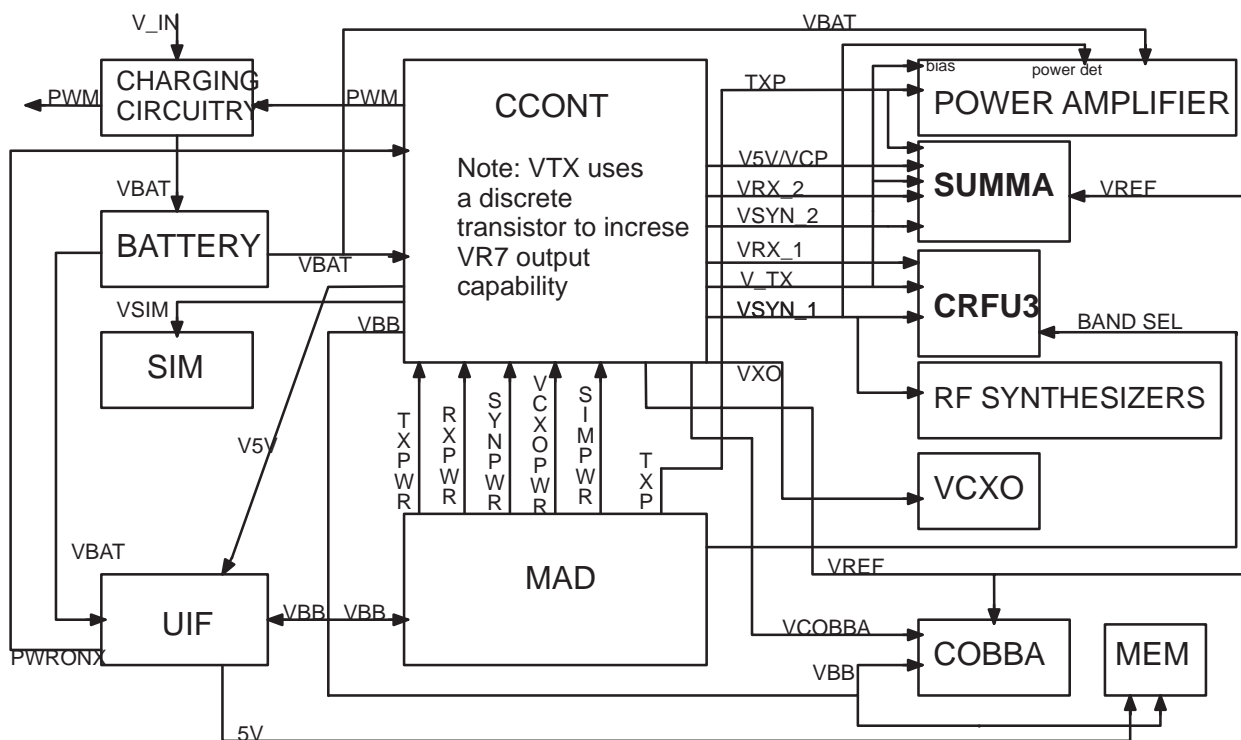 V_IN
VBAT
CHARGING
CIRCUITRY
PWM
PWM
CCONT
Note: VTX uses
a discrete
transistor to increse
VR7 output
capability
TXP
bias
power det
POWER AMPLIFIER
V5V/VCP
VRX_2
VSYN_2
SUMMA
VREF
VBAT
BATTERY
VBAT
VRX_1
V_TX
VSYN_1
CRFU3
BAND SEL
VSIM
VBB
SIM
VXO
RF SYNTHESIZERS
V5V
TXPWR
RXPWR
SYNPWR
VCXOPWR
SIMPWR
TXP
VCXO
VBAT
MAD
VREF
UIF
VBB
VBB
VCOBBA
COBBA
MEM
PWRONX
VBB
5V